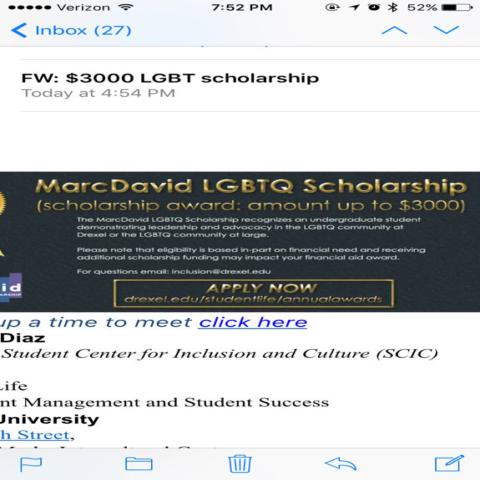 Verizon 7:52 PM 52%
Inbox (27)
FW: $3000 LGBT scholarship
Today at 4:54 PM
MarcDavid LGBTQ Scholarship
(scholarship award: amount up to $3000)
The MarcDavid LGBTQ Scholarship recognizes an undergraduate student
demonstrating leadership and advocacy in the LGBTQ community at
Drexel or the LGBTQ community at large.
Please note that eligibility is based in-part on financial need and receiving
additional scholarship funding may impact your financial aid award.
For questions email: inclusion@drexel.edu
APPLY NOW
drexel.edu/studentlife/annualawards
id
up a time to meet click here
Diaz
Student Center for Inclusion and Culture (SCIC)
Life
nt Management and Student Success
University
h Street,